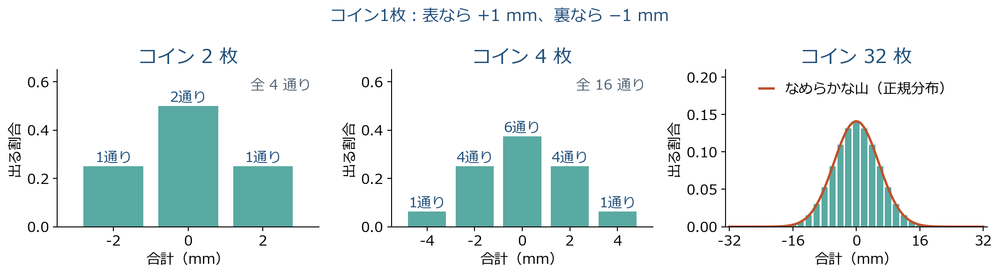 コイン1枚：表なら +1 mm、裏なら −1 mm
コイン 2 枚
全 4 通り
出る割合
0.6
0.4
0.2
0.0
1通り
2通り
1通り
-2 0 2
合計（mm）
コイン 4 枚
全 16 通り
出る割合
0.6
0.4
0.2
0.0
1通り
4通り
6通り
4通り
1通り
-4 -2 0 2 4
合計（mm）
コイン 32 枚
なめらかな山（正規分布）
出る割合
0.20
0.15
0.10
0.05
0.00
-32 -16 0 16 32
合計（mm）